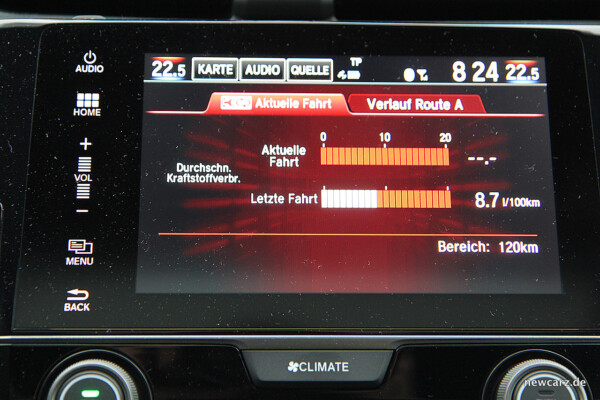 AUDIO
HOME
VOL
MENU
BACK
22.5 KARTE AUDIO QUELLE TP 8 24 22.5
Aktuelle Fahrt Verlauf Route A
0 10 20
Aktuelle
Fahrt
--.-
Durchschn.
Kraftstoffverbr.
Letzte Fahrt 8.7 l/100km
Bereich: 120km
CLIMATE
newcarz.de